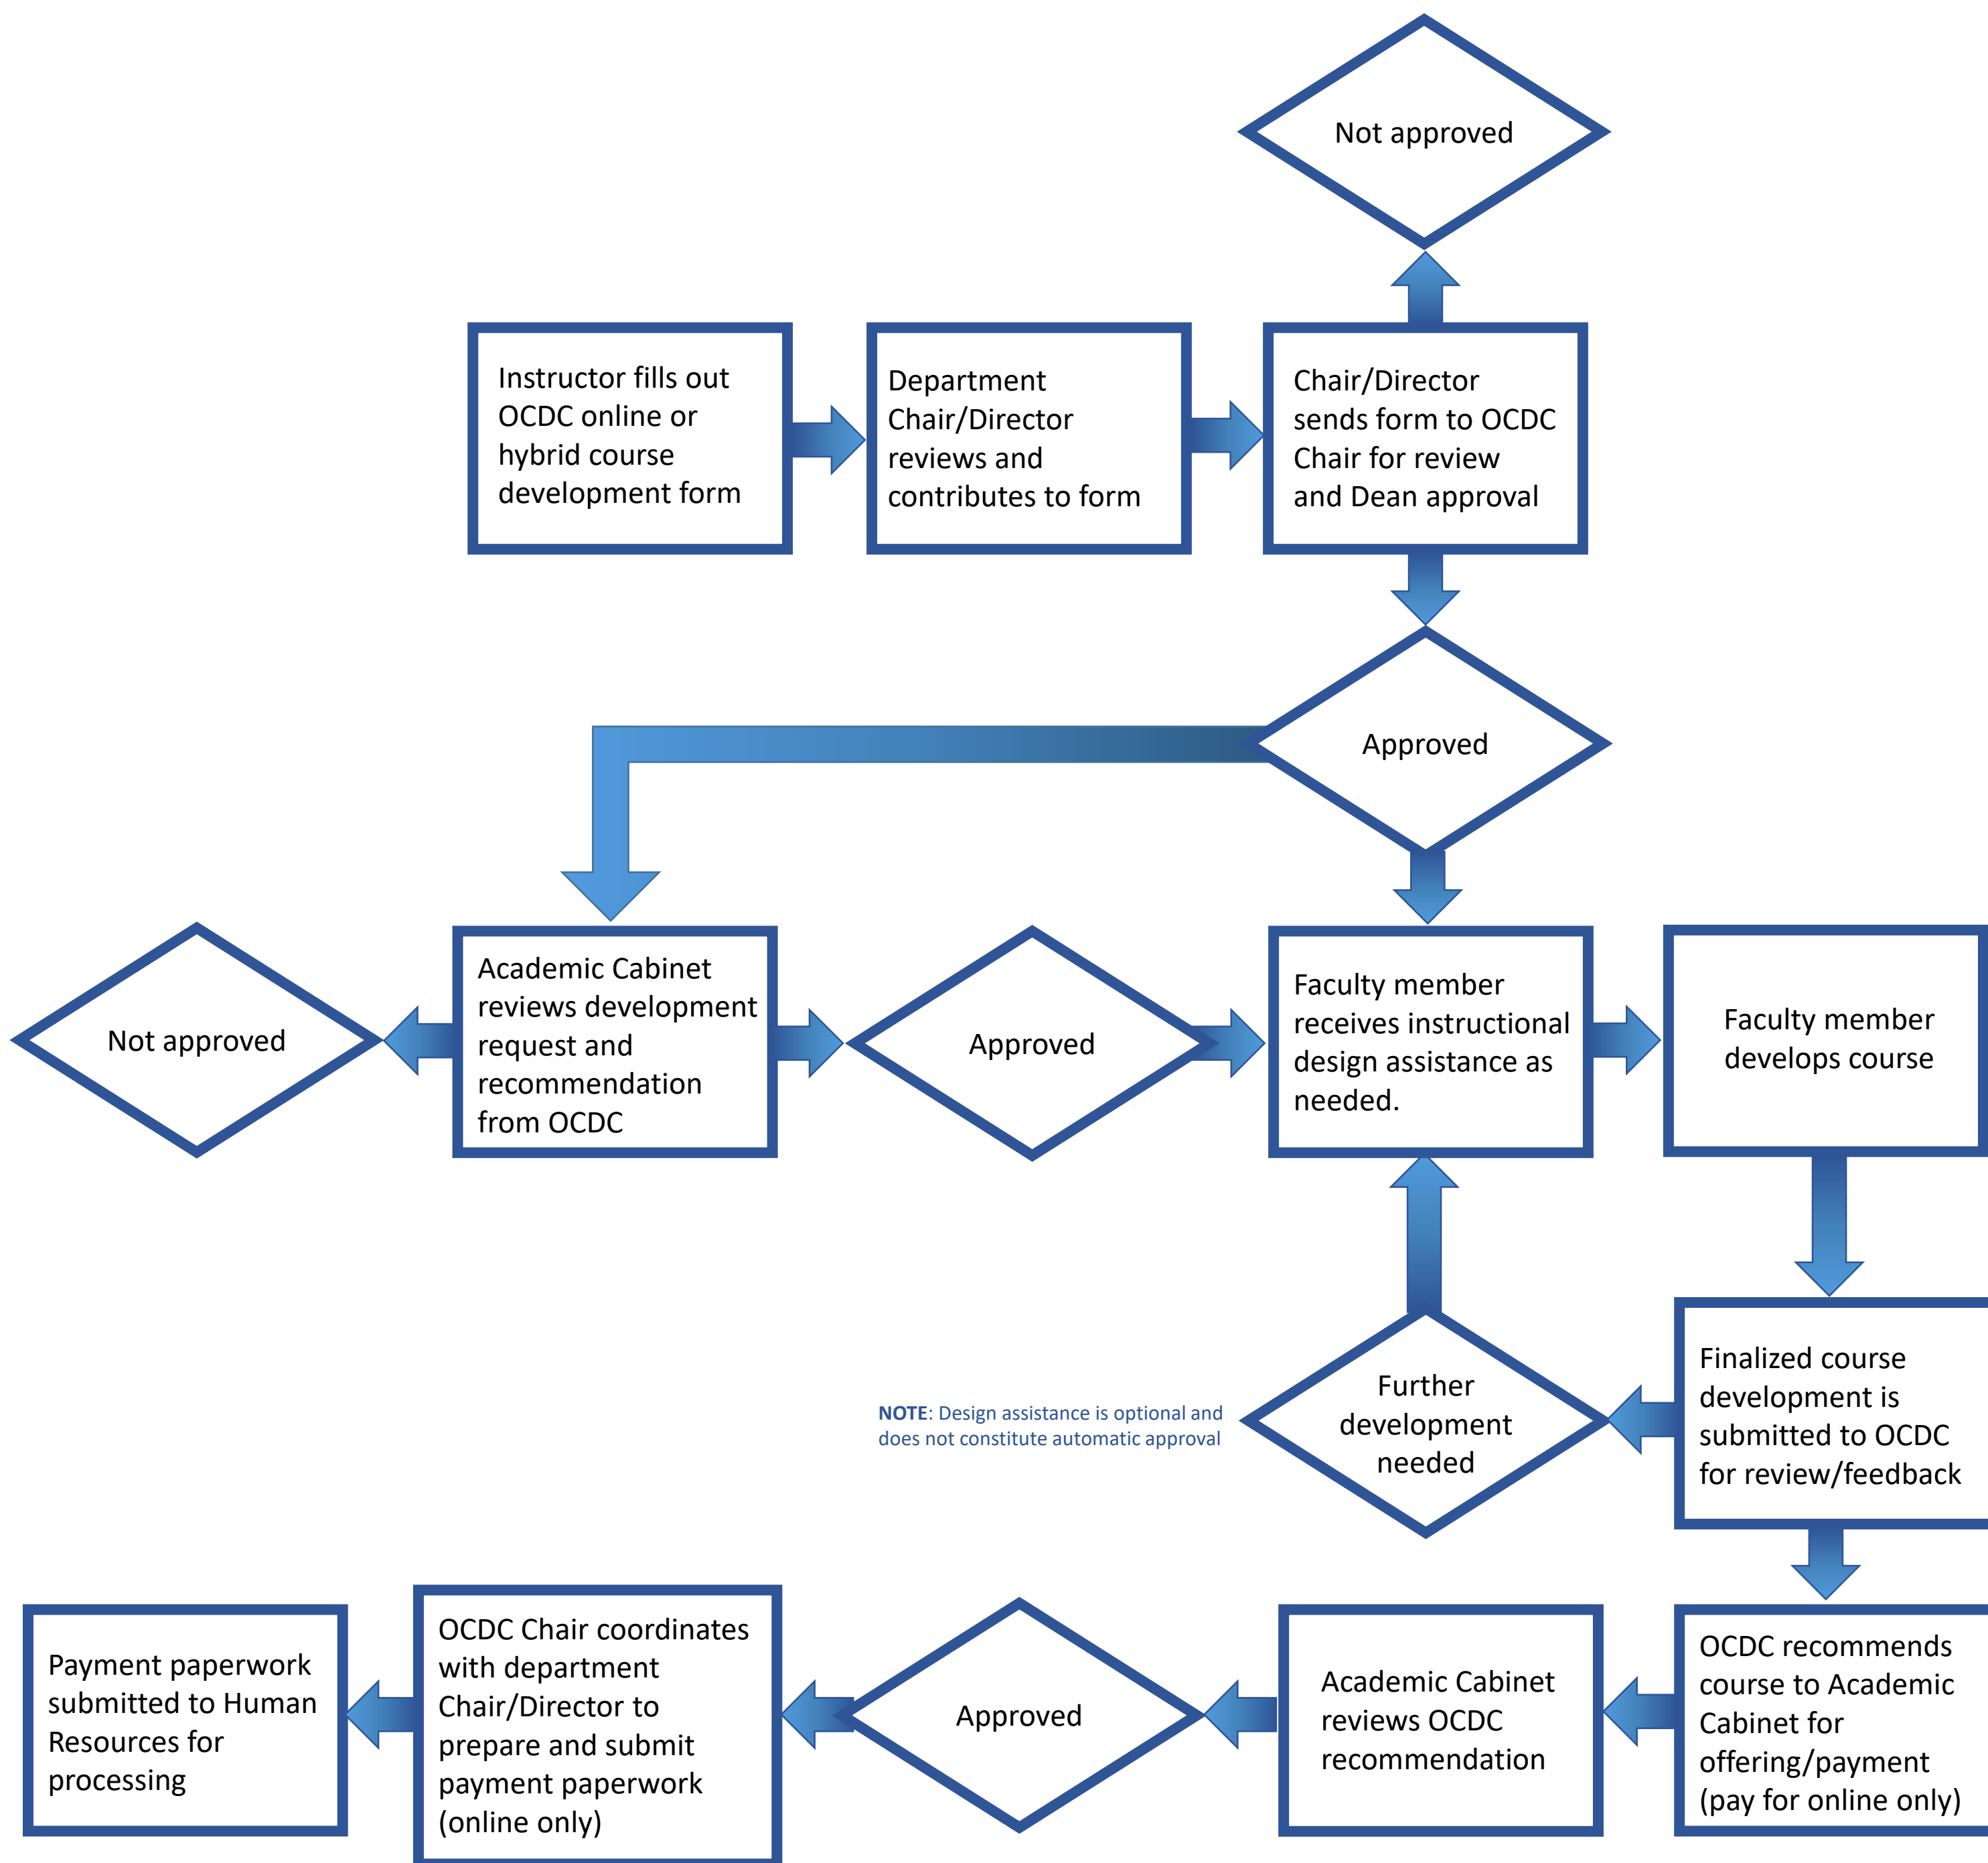 Not approved
Instructor fills out
OCDC online or
hybrid course
development form
Department
Chair/Director
reviews and
contributes to form
Chair/Director
sends form to OCDC
Chair for review
and Dean approval
Approved
Not approved
Academic Cabinet
reviews development
request and
recommendation
from OCDC
Approved
Faculty member
receives instructional
design assistance as
needed.
Faculty member
develops course
NOTE: Design assistance is optional and
does not constitute automatic approval
Further
development
needed
Finalized course
development is
submitted to OCDC
for review/feedback
Payment paperwork
submitted to Human
Resources for
processing
OCDC Chair coordinates
with department
Chair/Director to
prepare and submit
payment paperwork
(online only)
Approved
Academic Cabinet
reviews OCDC
recommendation
OCDC recommends
course to Academic
Cabinet for
offering/payment
(pay for online only)